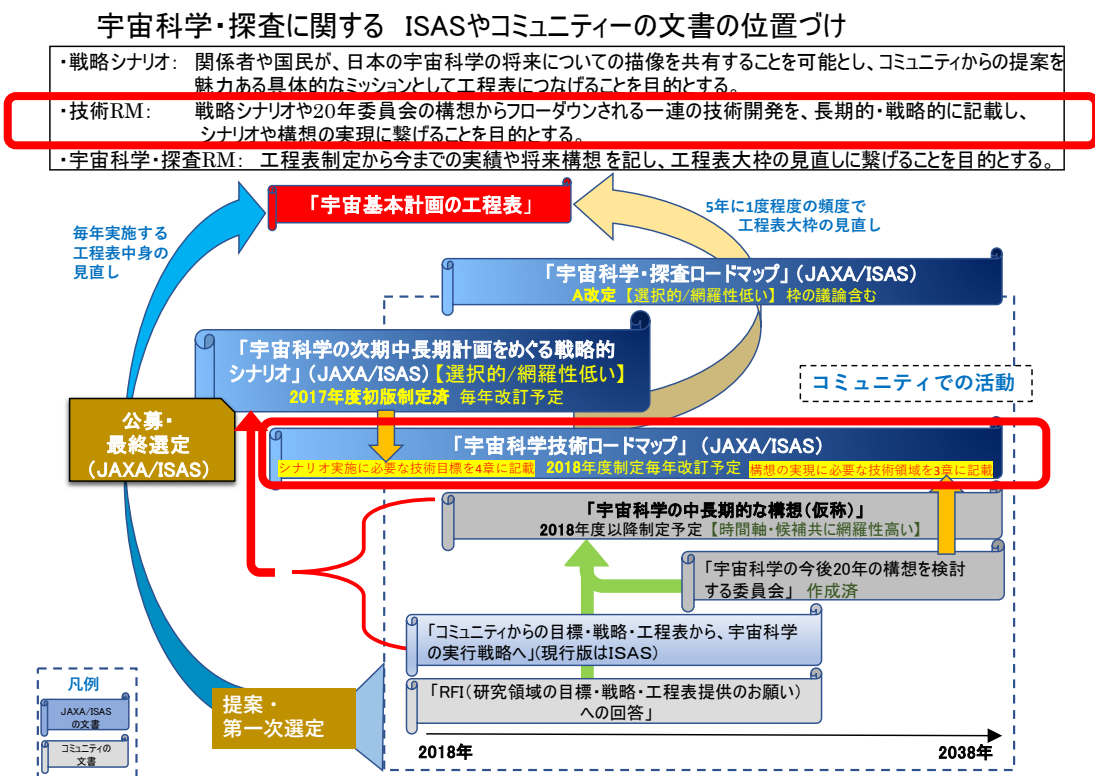 宇宙科学・探査に関する ISASやコミュニティーの文書の位置づけ
・戦略シナリオ: 関係者や国民が、日本の宇宙科学の将来についての描像を共有することを可能とし、コミュニティからの提案を
魅力ある具体的なミッションとして工程表につなげることを目的とする。
・技術RM: 戦略シナリオや20年委員会の構想からフローダウンされる一連の技術開発を、長期的・戦略的に記載し、
シナリオや構想の実現に繋げることを目的とする。
・宇宙科学・探査RM: 工程表制定から今までの実績や将来構想を記し、工程表大枠の見直しに繋げることを目的とする。
「宇宙基本計画の工程表」
毎年実施する
工程表中身の
見直し
5年に1度程度の頻度で
工程表大枠の見直し
「宇宙科学・探査ロードマップ」(JAXA/ISAS)
A改定【選択的/網羅性低い】 枠の議論含む
「宇宙科学の次期中長期計画をめぐる戦略的
シナリオ」(JAXA/ISAS)【選択的/網羅性低い】
2017年度初版制定済 毎年改訂予定
コミュニティでの活動
公募・
最終選定
(JAXA/ISAS)
「宇宙科学技術ロードマップ」 (JAXA/ISAS)
シナリオ実施に必要な技術目標を4章に記載 2018年度制定毎年改訂予定 構想の実現に必要な技術領域を3章に記載
「宇宙科学の中長期的な構想(仮称)」
2018年度以降制定予定【時間軸・候補共に網羅性高い】
「宇宙科学の今後20年の構想を検討
する委員会」 作成済
「コミュニティからの目標・戦略・工程表から、宇宙科学
の実行戦略へ」(現行版はISAS)
「RFI(研究領域の目標・戦略・工程表提供のお願い)
への回答」
提案・
第一次選定
凡例
JAXA/ISAS
の文書
コミュニティの
文書
2018年
2038年